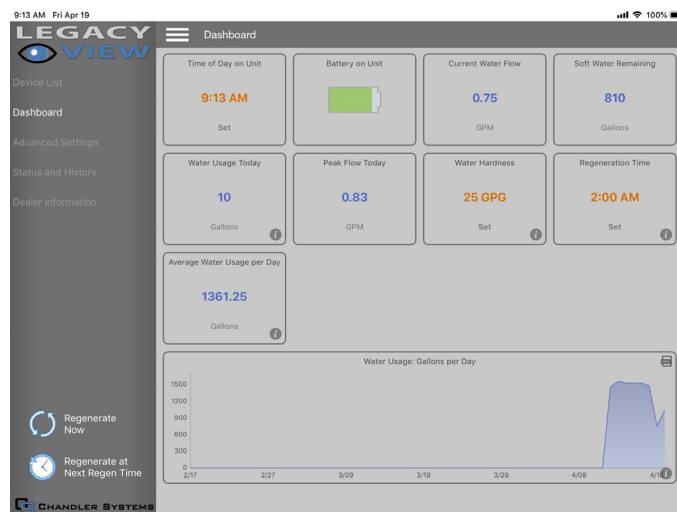 9:13 AM Fri Apr 19
100%
LEGACY
VIEW
Dashboard
Device List
Dashboard
Advanced Settings
Status and History
Dealer Information
Regenerate
Now
Regenerate at
Next Regen Time
CHANDLER SYSTEMS
Time of Day on Unit
9:13 AM
Set
Battery on Unit
Current Water Flow
0.75
GPM
Soft Water Remaining
810
Gallons
Water Usage Today
10
Gallons
i
Peak Flow Today
0.83
GPM
Water Hardness
25 GPG
Set
i
Regeneration Time
2:00 AM
Set
i
Average Water Usage per Day
1361.25
Gallons
i
Water Usage: Gallons per Day
1500
1200
900
600
300
0
2/17 2/27 3/09 3/19 3/29 4/08
i